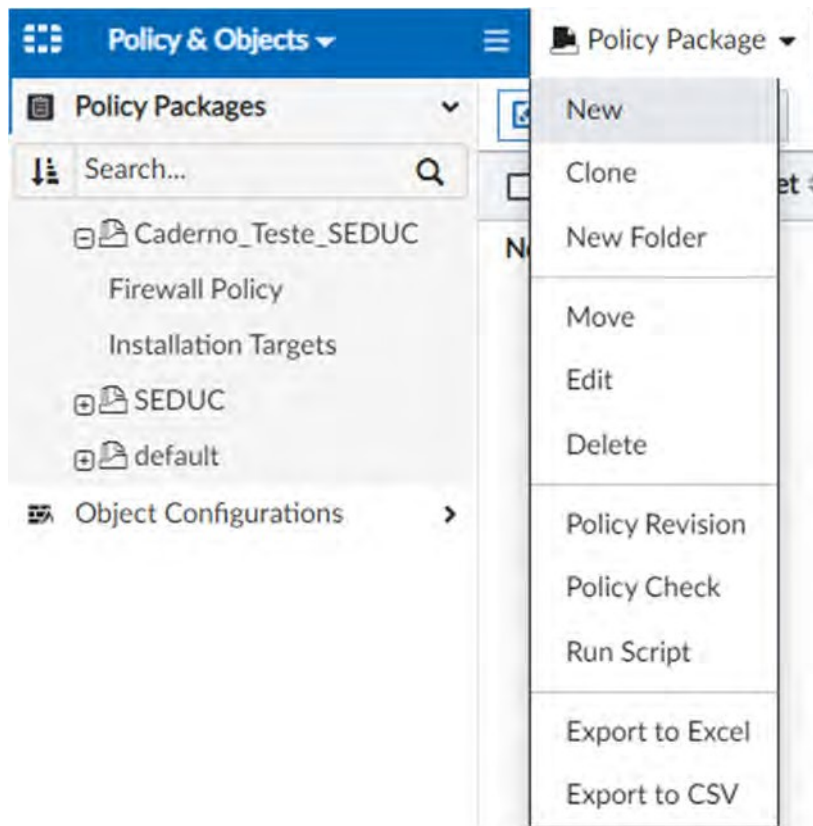 Policy & Objects
Policy Packages
Search...
Caderno_Teste_SEDUC
Firewall Policy
Installation Targets
SEDUC
default
Object Configurations
Policy Package
New
Clone
New Folder
Move
Edit
Delete
Policy Revision
Policy Check
Run Script
Export to Excel
Export to CSV